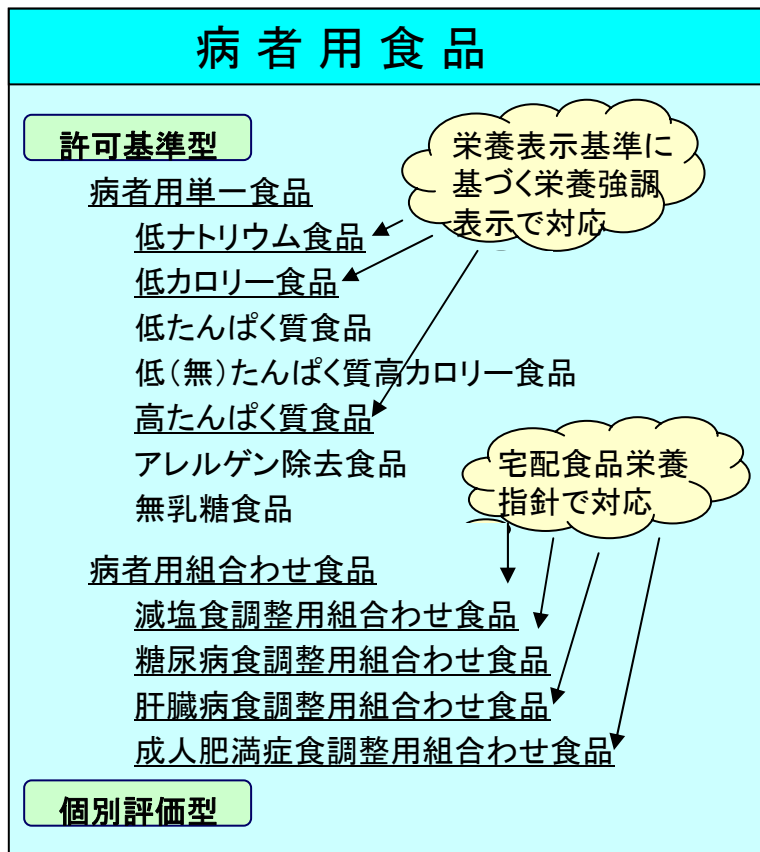 病者用食品
許可基準型
栄養表示基準に
基づく栄養強調
表示で対応
病者用単一食品
低ナトリウム食品
低カロリー食品
低たんぱく質食品
低（無）たんぱく質高カロリー食品
高たんぱく質食品
アレルゲン除去食品
無乳糖食品
宅配食品栄養
指針で対応
病者用組合わせ食品
減塩食調整用組合わせ食品
糖尿病食調整用組合わせ食品
肝臓病食調整用組合わせ食品
成人肥満症食調整用組合わせ食品
個別評価型